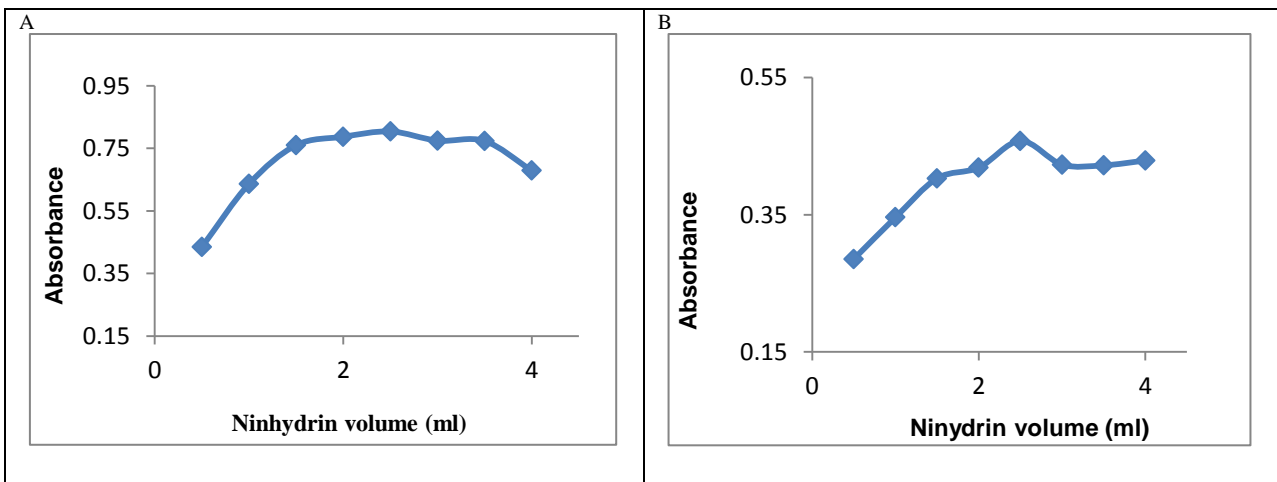 A
0.95
0.75
0.55
0.35
0.15
0 2 4
Absorbance
Ninhydrin volume (ml)
B
0.55
0.35
0.15
0 2 4
Absorbance
Ninydrin volume (ml)